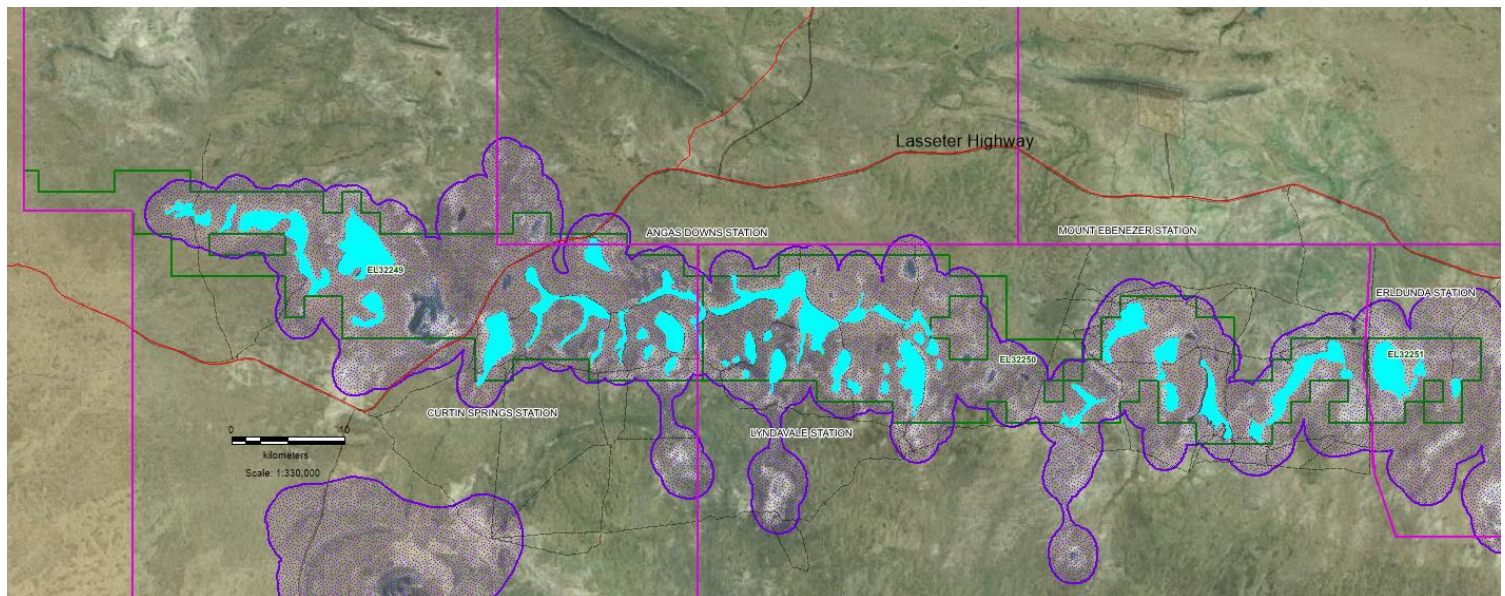 Lasseter Highway
ANGAS DOWNS STATION
MOUNT EBENEZER STATION
EL32249
ERLDUNDA STATION
EL32250
EL32251
CURTIN SPRINGS STATION
LYNDAVALE STATION
0 10
kilometers
Scale: 1:330,000